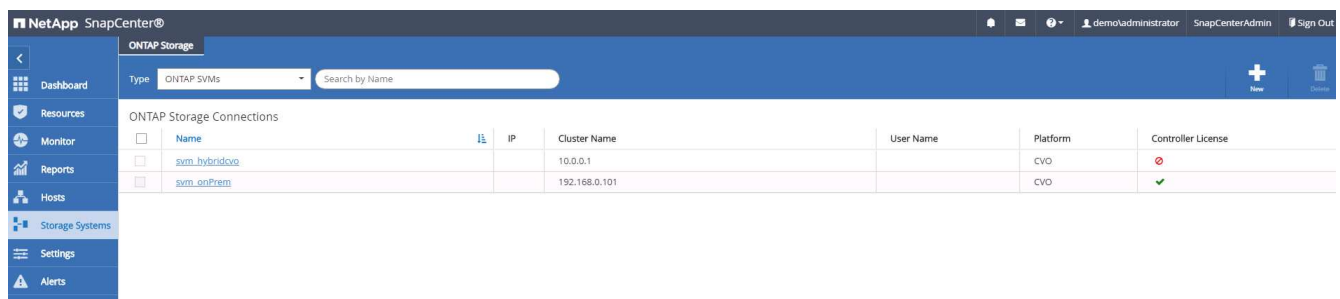 NetApp SnapCenter® demo\administrator SnapCenterAdmin Sign Out
ONTAP Storage
Type ONTAP SVMs Search by Name
New Delete
Dashboard
Resources
Monitor
Reports
Hosts
Storage Systems
Settings
Alerts
ONTAP Storage Connections
Name IP Cluster Name User Name Platform Controller License
svm_hybridcvo 10.0.0.1 CVO
svm_onPrem 192.168.0.101 CVO